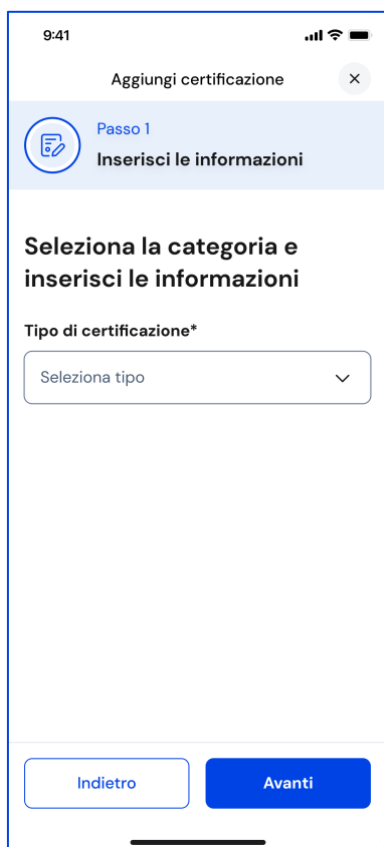 9:41
Aggiungi certificazione
Passo 1
Inserisci le informazioni
Seleziona la categoria e
inserisci le informazioni
Tipo di certificazione*
Seleziona tipo
Indietro
Avanti